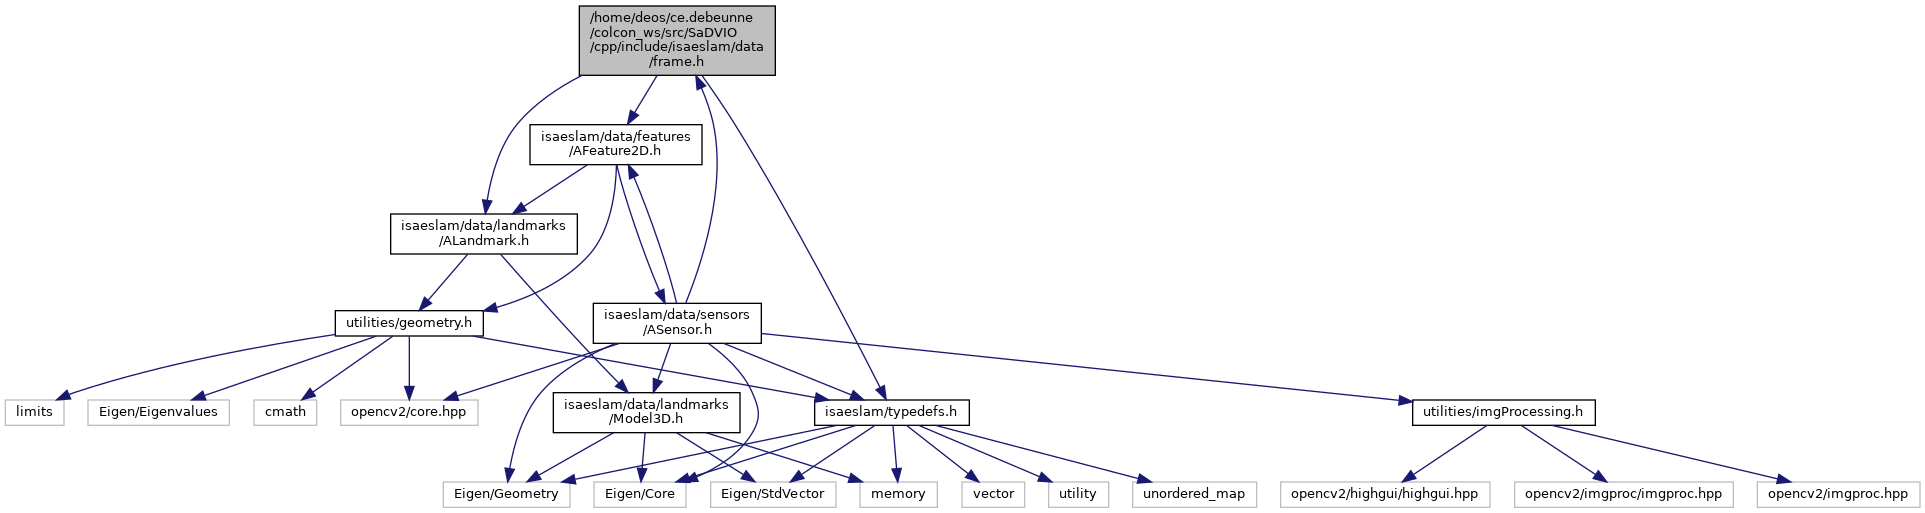 /home/deos/ce.debeunne
/colcon_ws/src/SaDVIO
/cpp/include/isaeslam/data
/frame.h
isaeslam/data/features
/AFeature2D.h
isaeslam/data/landmarks
/ALandmark.h
utilities/geometry.h
isaeslam/data/sensors
/ASensor.h
limits
Eigen/Eigenvalues
cmath
opencv2/core.hpp
isaeslam/data/landmarks
/Model3D.h
isaeslam/typedefs.h
utilities/imgProcessing.h
Eigen/Geometry
Eigen/Core
Eigen/StdVector
memory
vector
utility
unordered_map
opencv2/highgui/highgui.hpp
opencv2/imgproc/imgproc.hpp
opencv2/imgproc.hpp